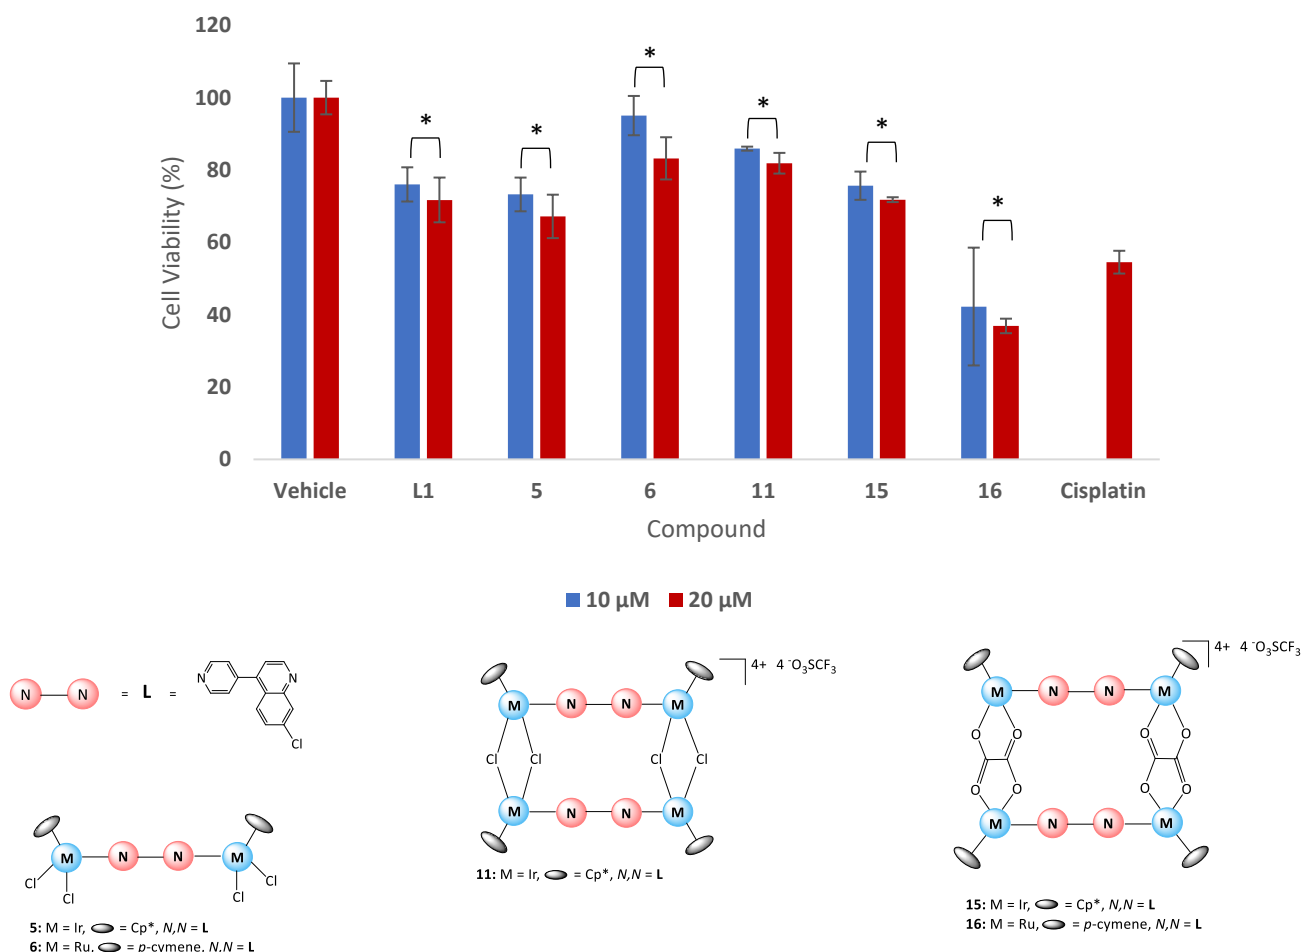 120
100
80
60
40
20
0
Cell Viability (%)
*
*
*
*
*
*
Vehicle L1 5 6 11 15 16 Cisplatin
Compound
10 µM 20 µM
N N = L =
N
N
Cl
M N N M
Cl Cl
Cl Cl
5: M = Ir, = Cp*, N,N = L
6: M = Ru, = p-cymene, N,N = L
4+ 4 ⁻O₃SCF₃
M N N M
Cl Cl Cl Cl
M N N M
11: M = Ir, = Cp*, N,N = L
4+ 4 ⁻O₃SCF₃
M N N M
O O O O
O O O O
M N N M
15: M = Ir, = Cp*, N,N = L
16: M = Ru, = p-cymene, N,N = L